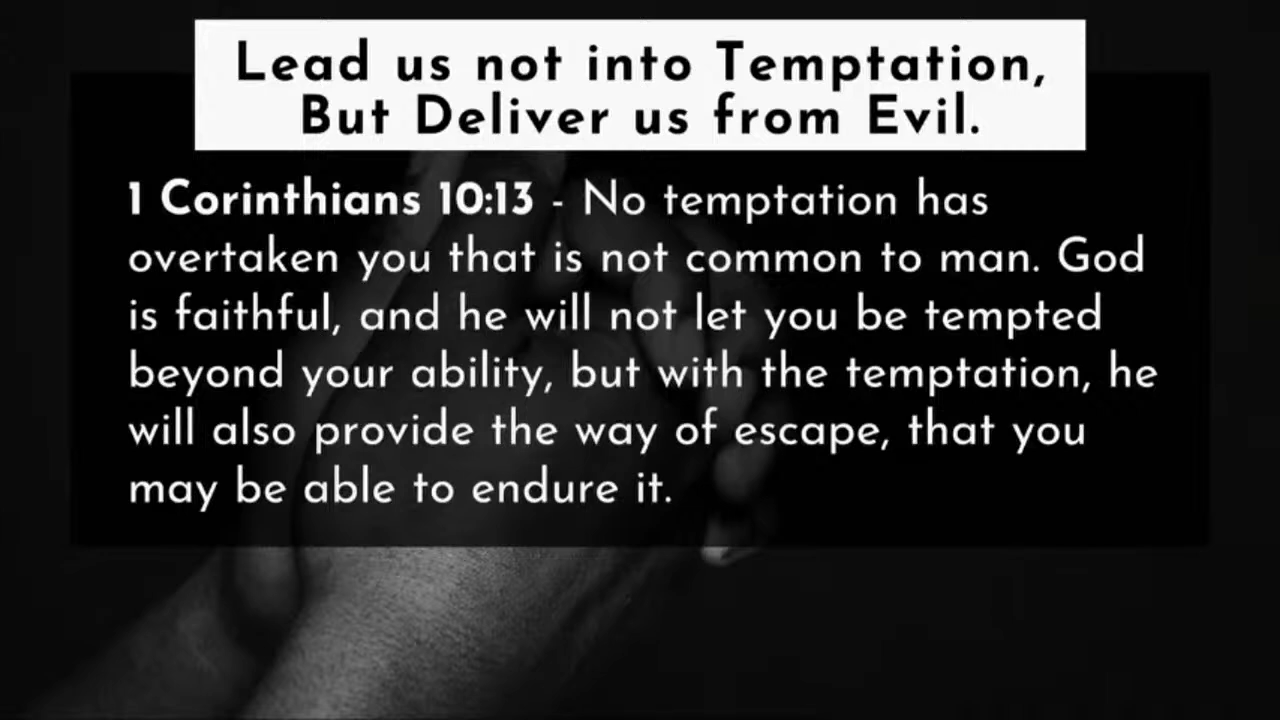 Lead us not into Temptation,
But Deliver us from Evil.
1 Corinthians 10:13 - No temptation has
overtaken you that is not common to man. God
is faithful, and he will not let you be tempted
beyond your ability, but with the temptation, he
will also provide the way of escape, that you
may be able to endure it.